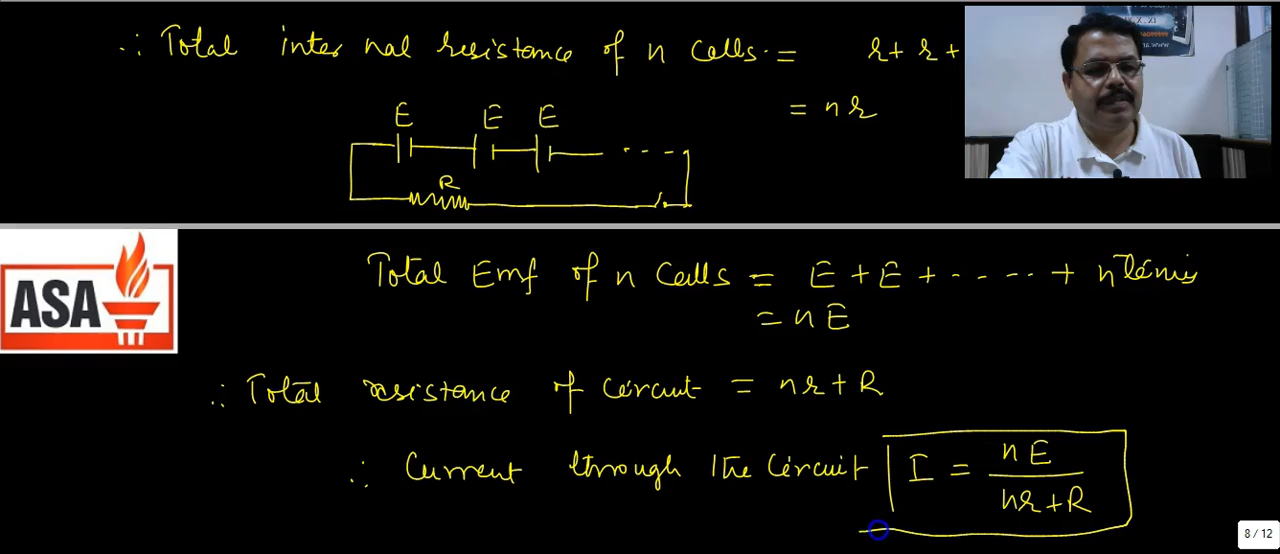 ∴ Total internal resistance of n cells = r + r +
= nr
E E E
R
Total Emf of n Cells = E + E + ...... + n terms
= n E
ASA
∴ Total resistance of circuit = nr + R
∴ Current through the circuit I = nE / nr + R
8 / 12